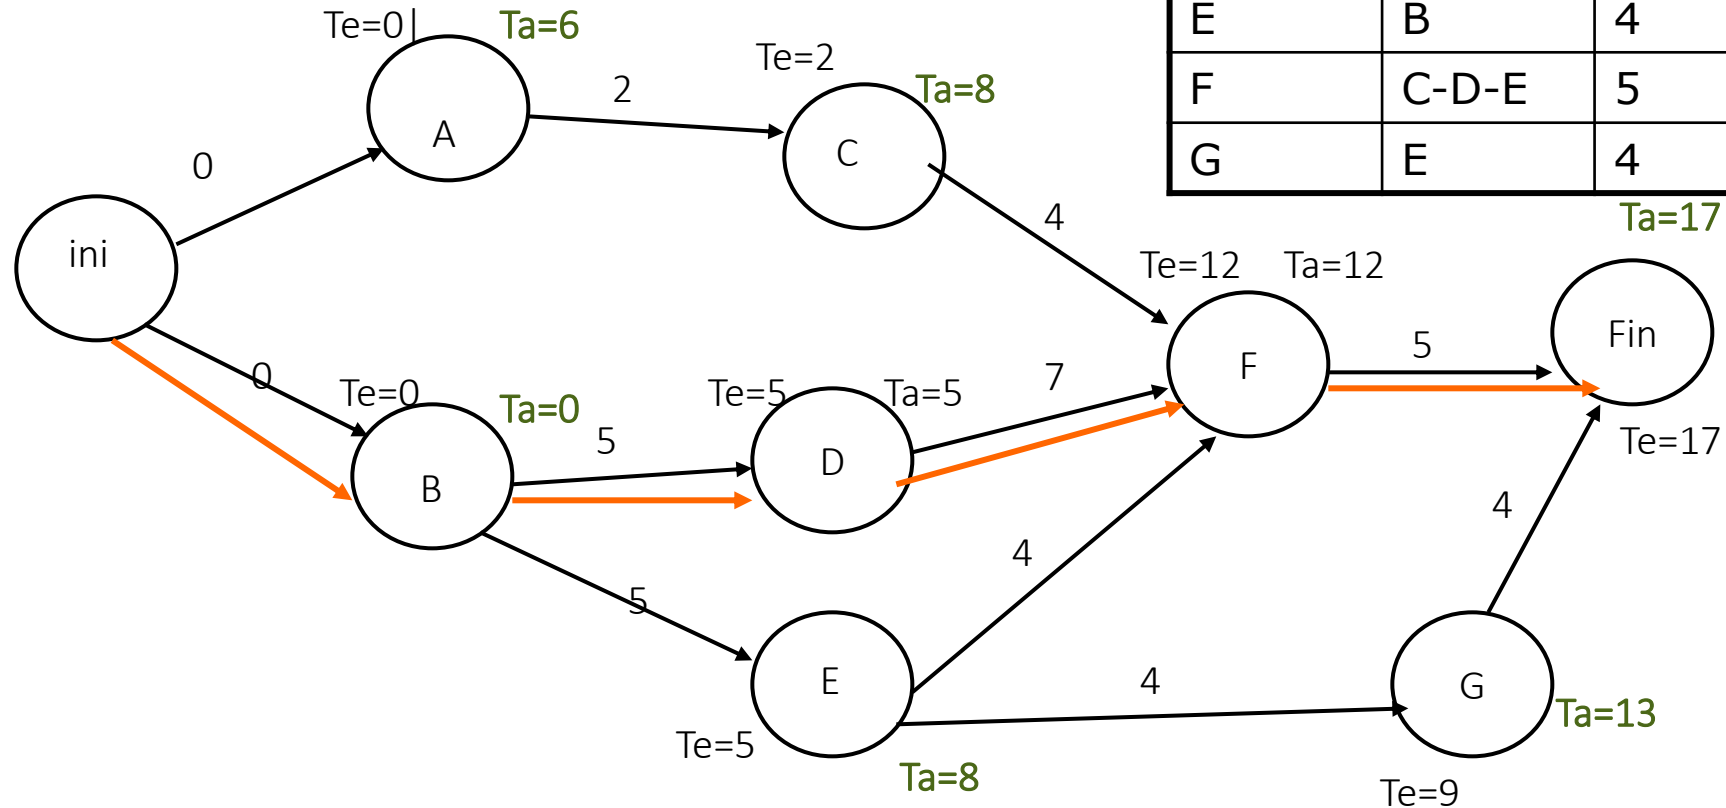 Te=0|
Ta=6
E B 4
2
Te=2
Ta=8
F C-D-E 5
A
C
0
G E 4
4
Ta=17
ini
Te=12 Ta=12
5
Fin
F
0
Te=0
Ta=0
Te=5
Ta=5
7
Te=17
5
B
D
4
4
5
E
4
G
Ta=13
Te=5
Ta=8
Te=9